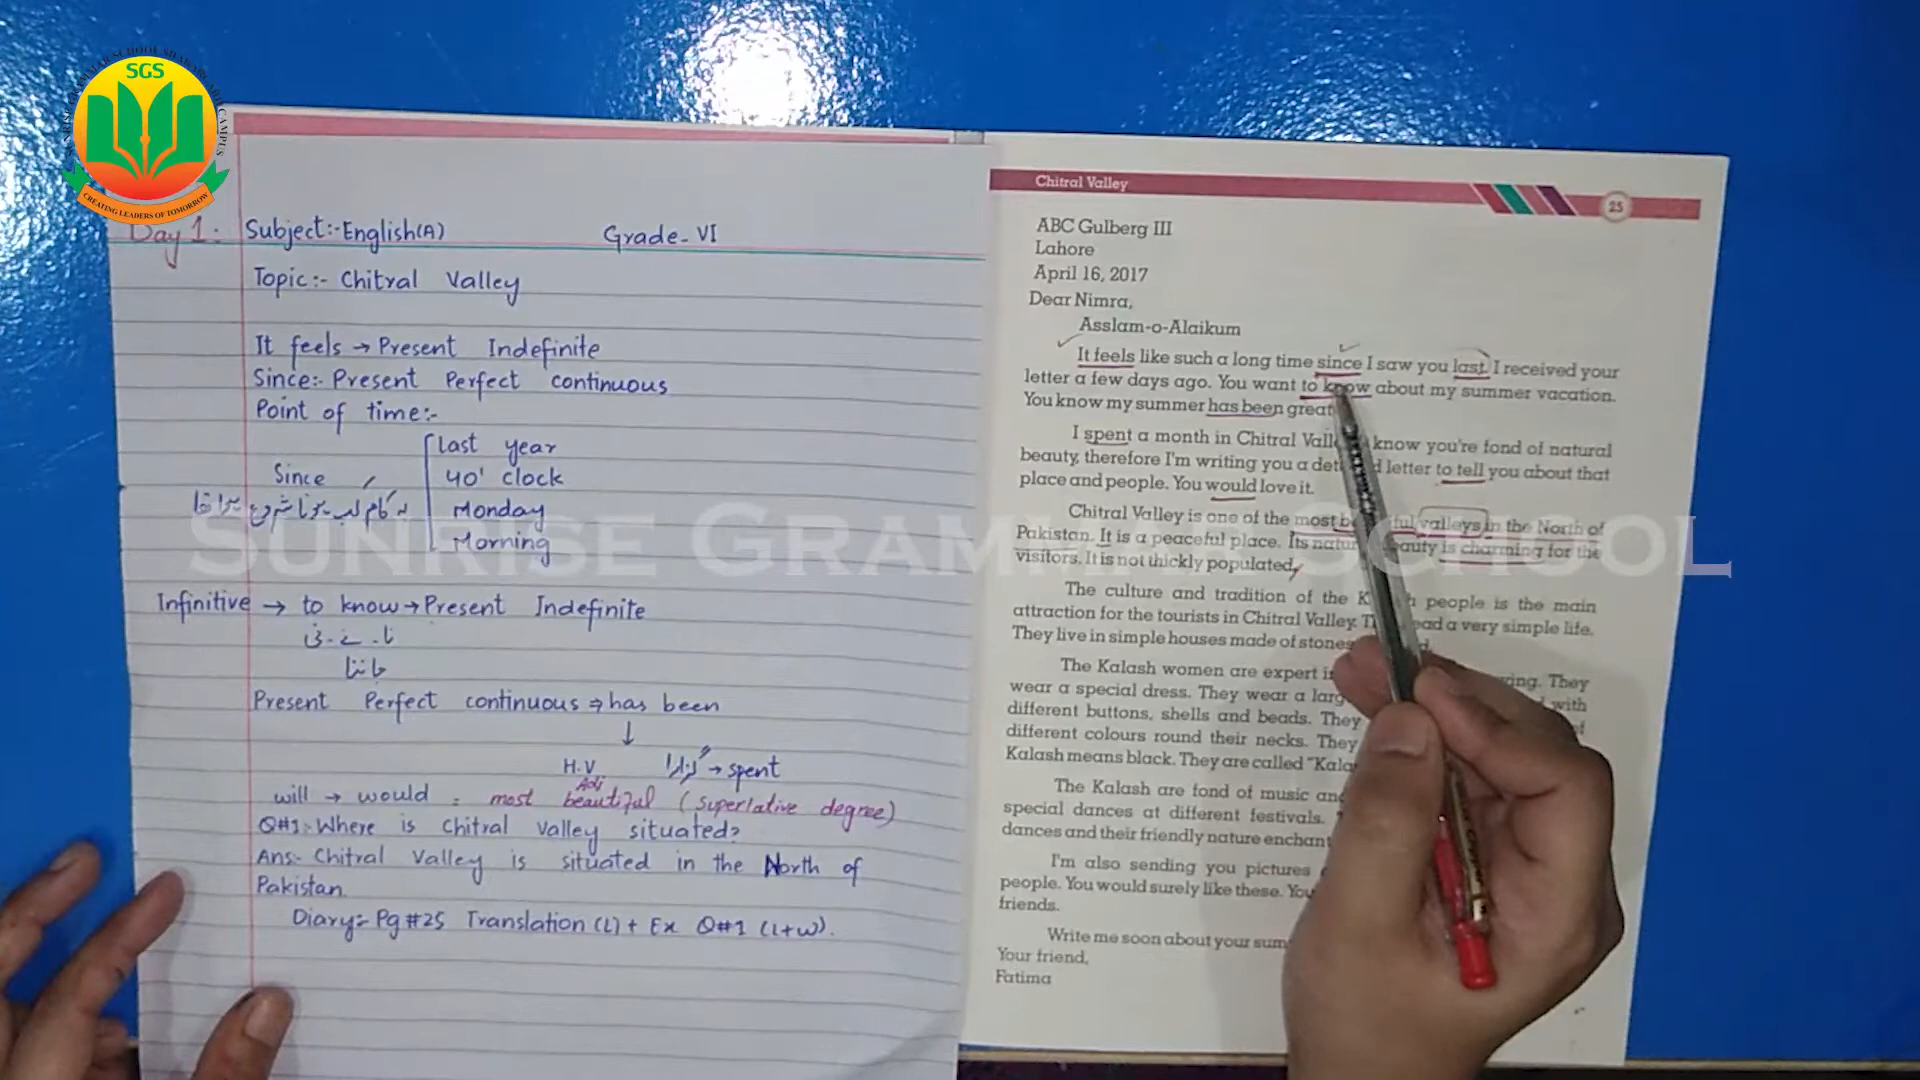 SGS
CREATING LEADERS OF TOMORROW
SUNRISE GRAMMAR SCHOOL
Day 1:
Subject:- English(A) Grade- VI
Topic:- Chitral Valley
It feels → Present Indefinite
Since:- Present Perfect continuous
Point of time:-
Last year
Since 40' clock
Monday
Morning
Infinitive → to know → Present Indefinite
نا - نے - نی
جاننا
Present Perfect continuous ⇒ has been
↓
H.V گزارا → spent
Adj
will → would : most beautiful (superlative degree)
Q#1:- Where is Chitral Valley situated?
Ans:- Chitral Valley is situated in the North of
Pakistan.
Diary:- Pg#25 Translation (L) + Ex Q#1 (L+W).
Chitral Valley 25
ABC Gulberg III
Lahore
April 16, 2017
Dear Nimra,
Asslam-o-Alaikum
It feels like such a long time since I saw you last. I received your
letter a few days ago. You want to know about my summer vacation.
You know my summer has been great
I spent a month in Chitral know you're fond of natural
beauty, therefore I'm writing you a letter to tell you about that
place and people. You would love it.
Chitral Valley is one of the most valleys in the North of
Pakistan. It is a peaceful place. Its is charming for the
visitors. It is not thickly populated,
The culture and tradition of the people is the main
attraction for the tourists in Chitral Valley. a very simple life.
They live in simple houses made of
The Kalash women are expert They
wear a special dress. They wear a with
different buttons, shells and beads. They
different colours round their necks. They
Kalash means black. They are called
The Kalash are fond of music
special dances at different festivals.
dances and their friendly nature
I'm also sending you pictures
people. You would surely like these.
friends.
Write me soon about your
Your friend,
Fatima